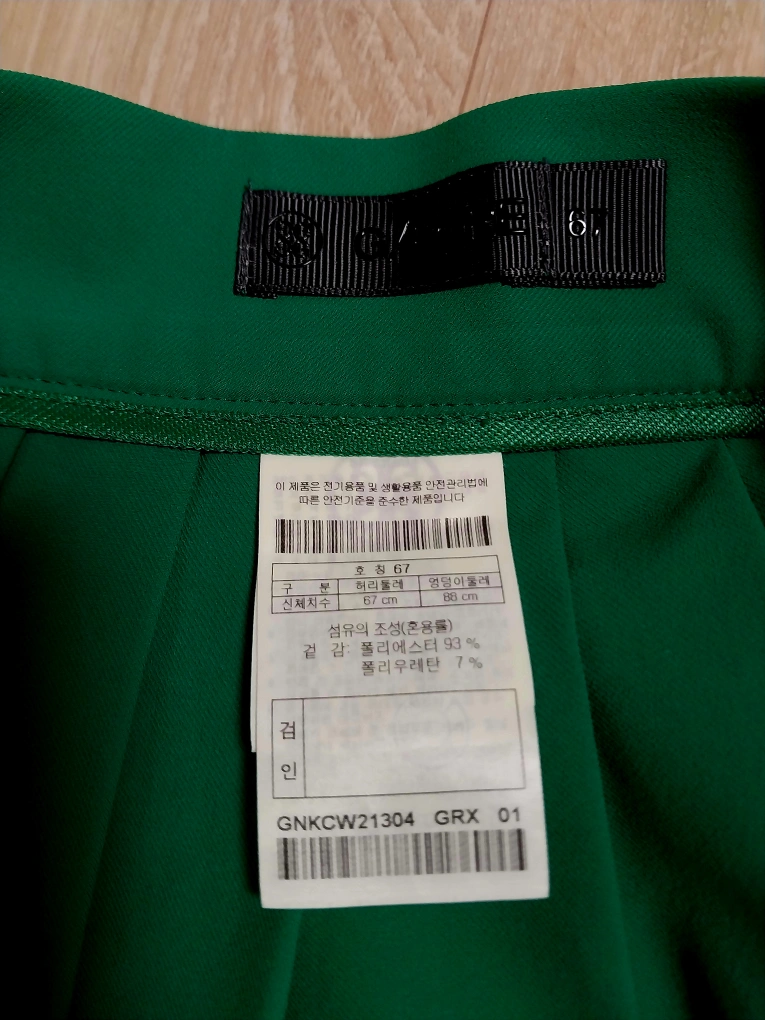 67
이 제품은 전기용품 및 생활용품 안전관리법에
따른 안전기준을 준수한 제품입니다
호 칭 67
구 분 허리둘레 엉덩이둘레
신체치수 67 cm 88 cm
섬유의 조성(혼용률)
겉 감: 폴리에스터 93 %
폴리우레탄 7 %
검
인
GNKCW21304 GRX 01